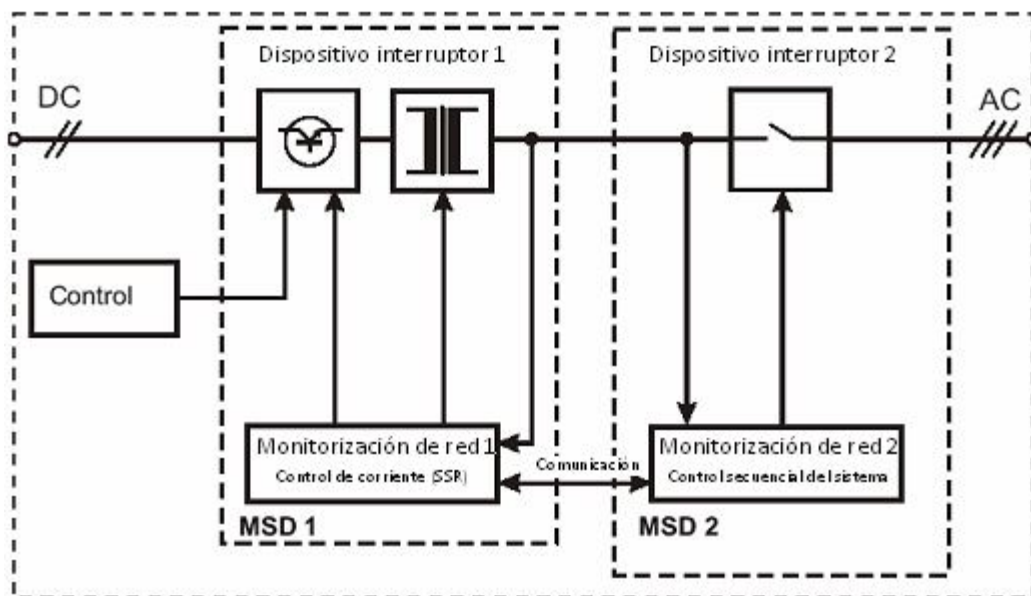 Dispositivo interruptor 1
Dispositivo interruptor 2
DC
AC
Control
Monitorización de red 1
Control de corriente (SSR)
Comunicación
Monitorización de red 2
Control secuencial del sistema
MSD 1
MSD 2